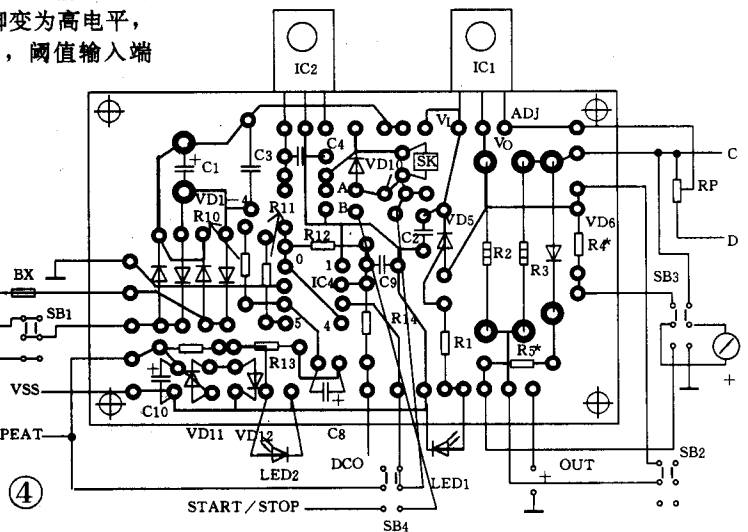 脚变为高电平，
，阈值输入端
IC2
IC1
ADJ
VI
VO
C4
C3
C1
VD10
SK
C
VD1-4
A
RP
R10
R11
B
VD5
VD6
R12
C2
R2
R3
R4*
D
0
1
BX
IC4
C9
SB3
SB1
5
4
R14
R1
R5*
R13
VSS
C10
C8
VD11
VD12
PEAT
LED2
DCO
LED1
OUT
SB2
④
START/STOP
SB4